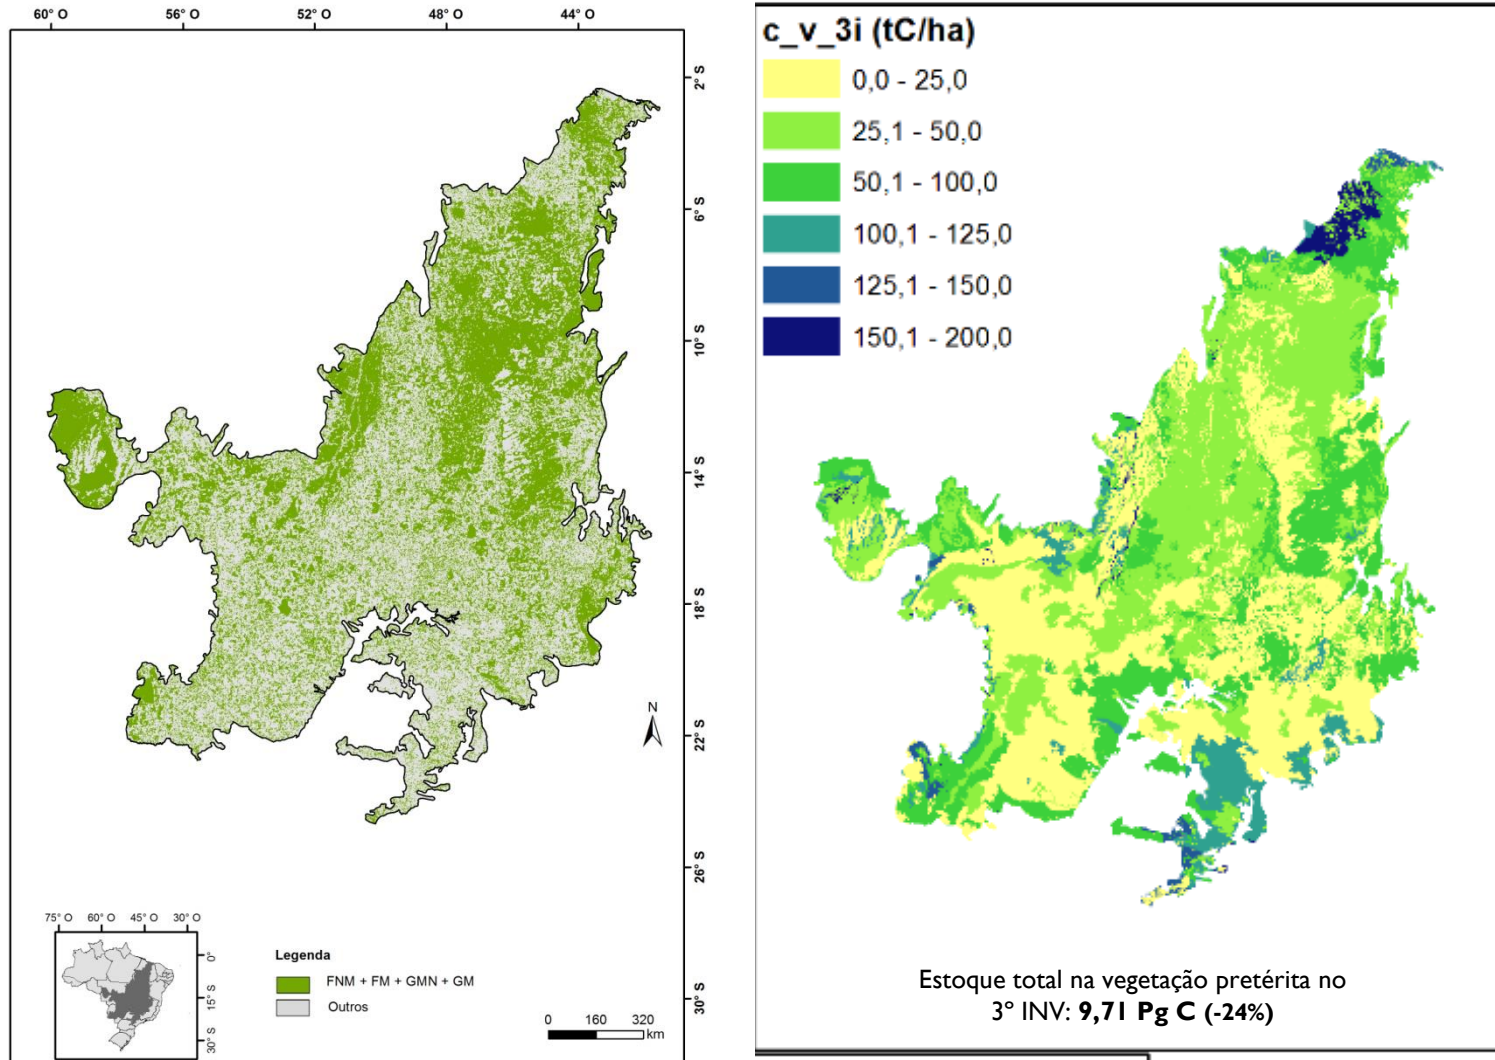 60° O
56° O
52° O
48° O
44° O
2° S
6° S
10° S
14° S
18° S
22° S
26° S
30° S
N
75° O
60° O
45° O
30° O
0°
15° S
30° S
Legenda
FNM + FM + GMN + GM
Outros
0
160
320
km
c_v_3i (tC/ha)
0,0 - 25,0
25,1 - 50,0
50,1 - 100,0
100,1 - 125,0
125,1 - 150,0
150,1 - 200,0
Estoque total na vegetação pretérita no
3º INV: 9,71 Pg C (-24%)